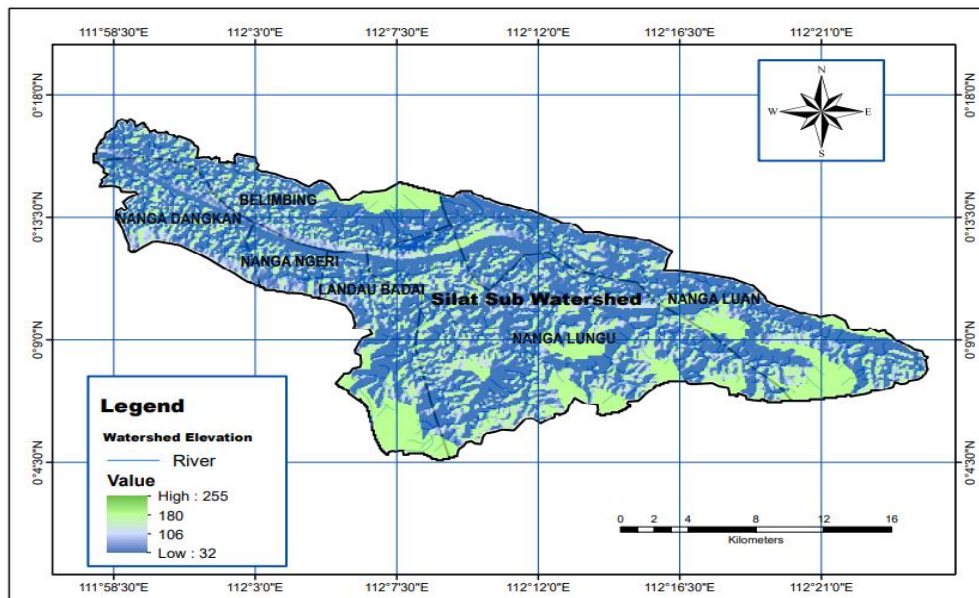 111°58'30"E 112°3'0"E 112°7'30"E 112°12'0"E 112°16'30"E 112°21'0"E
N
W E
S
0°18'0"N 0°18'0"N
0°13'30"N 0°13'30"N
0°9'0"N 0°9'0"N
0°4'30"N 0°4'30"N
BELIMBING
NANGA DANGKAN
NANGA NGERI
LANDAU BADAI
Silat Sub Watershed
NANGA LUAN
NANGA LUNGU
Legend
Watershed Elevation
River
Value
High : 255
180
106
Low : 32
0 2 4 8 12 16
Kilometers
111°58'30"E 112°3'0"E 112°7'30"E 112°12'0"E 112°16'30"E 112°21'0"E